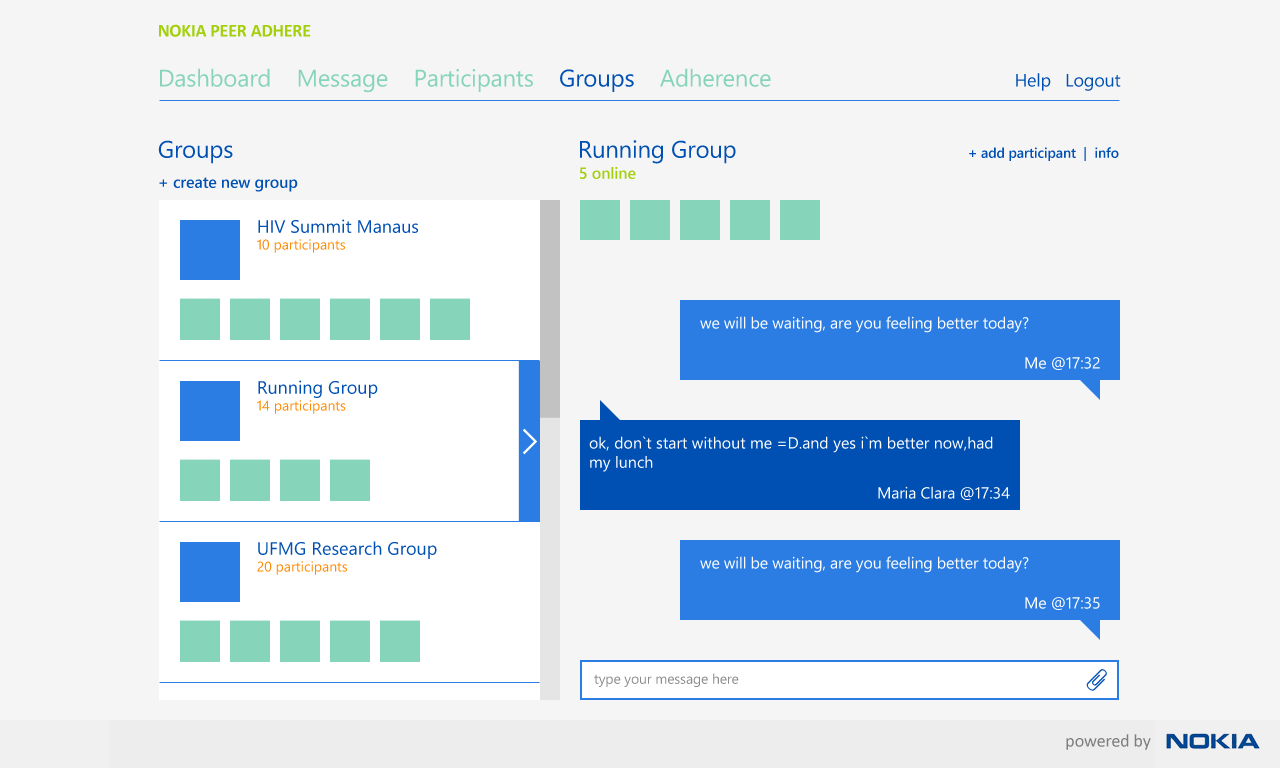 NOKIA PEER ADHERE
Dashboard Message Participants Groups Adherence Help Logout
Groups
+ create new group
HIV Summit Manaus
10 participants
Running Group
14 participants
UFMG Research Group
20 participants
Running Group
+ add participant | info
5 online
we will be waiting, are you feeling better today?
Me @17:32
ok, don`t start without me =D.and yes i`m better now,had
my lunch
Maria Clara @17:34
we will be waiting, are you feeling better today?
Me @17:35
type your message here
powered by NOKIA